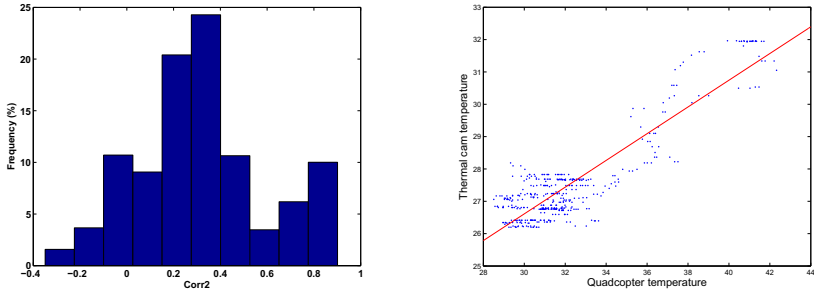 25
20
15
10
5
0
Frequency (%)
−0.4 −0.2 0 0.2 0.4 0.6 0.8 1
Corr2
33
32
31
30
29
28
27
26
25
Thermal cam temperature
28 30 32 34 36 38 40 42 44
Quadcopter temperature